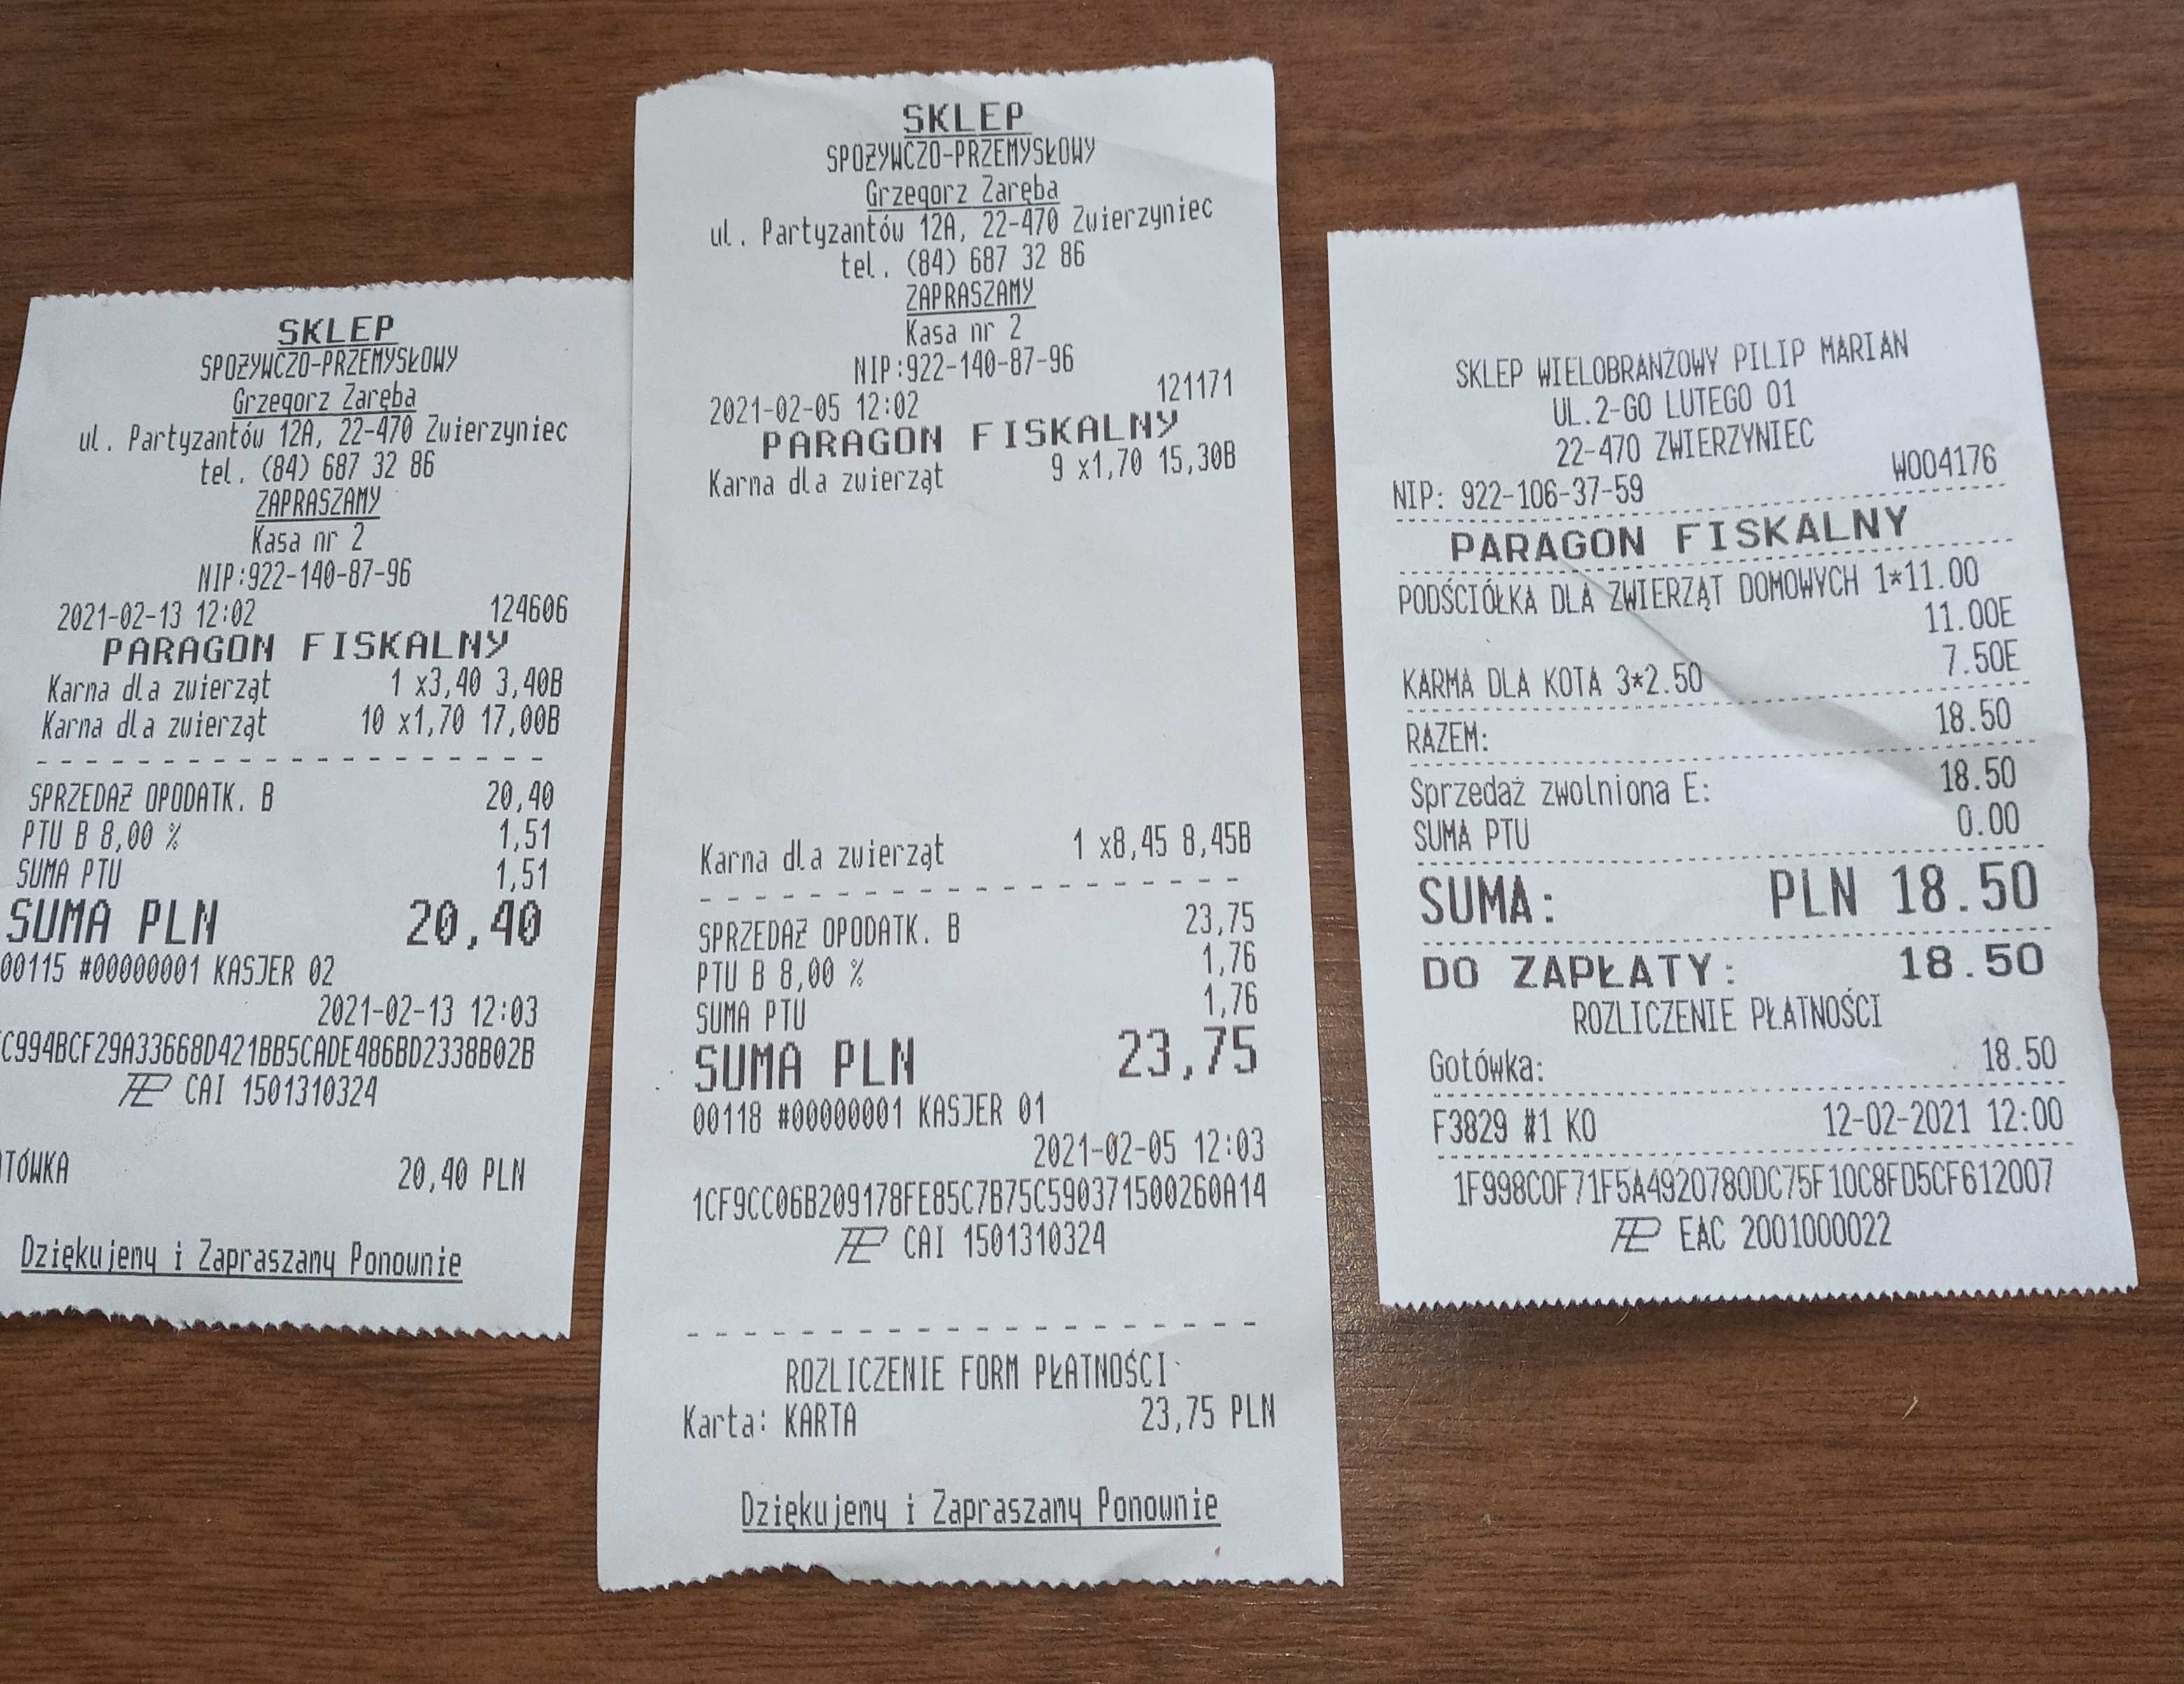 SKLEP
SPOŻYWCZO-PRZEMYSŁOWY
Grzegorz Zaręba
ul. Partyzantów 12A, 22-470 Zwierzyniec
tel. (84) 687 32 86
ZAPRASZAMY
Kasa nr 2
NIP:922-140-87-96
2021-02-13 12:02 124606
PARAGON FISKALNY
Karma dla zwierząt 1 x3,40 3,40B
Karma dla zwierząt 10 x1,70 17,00B
SPRZEDAŻ OPODATK. B 20,40
PTU B 8,00 % 1,51
SUMA PTU 1,51
SUMA PLN 20,40
00115 #00000001 KASJER 02
2021-02-13 12:03
C994BCF29A33668D421BB5CADE486BD2338B02B
CAI 1501310324
TÓWKA 20,40 PLN
Dziękujemy i Zapraszamy Ponownie
SKLEP
SPOŻYWCZO-PRZEMYSŁOWY
Grzegorz Zaręba
ul. Partyzantów 12A, 22-470 Zwierzyniec
tel. (84) 687 32 86
ZAPRASZAMY
Kasa nr 2
NIP:922-140-87-96
2021-02-05 12:02 121171
PARAGON FISKALNY
Karma dla zwierząt 9 x1,70 15,30B
Karma dla zwierząt 1 x8,45 8,45B
SPRZEDAŻ OPODATK. B 23,75
PTU B 8,00 % 1,76
SUMA PTU 1,76
SUMA PLN 23,75
00118 #00000001 KASJER 01
2021-02-05 12:03
1CF9CC06B209178FE85C7B75C590371500260A14
CAI 1501310324
ROZLICZENIE FORM PŁATNOŚCI
Karta: KARTA 23,75 PLN
Dziękujemy i Zapraszamy Ponownie
SKLEP WIELOBRANŻOWY PILIP MARIAN
UL.2-GO LUTEGO 01
22-470 ZWIERZYNIEC
NIP: 922-106-37-59 W004176
PARAGON FISKALNY
PODŚCIÓŁKA DLA ZWIERZĄT DOMOWYCH 1*11.00
11.00E
KARMA DLA KOTA 3*2.50 7.50E
RAZEM: 18.50
Sprzedaż zwolniona E: 18.50
SUMA PTU 0.00
SUMA: PLN 18.50
DO ZAPŁATY: 18.50
ROZLICZENIE PŁATNOŚCI
Gotówka: 18.50
F3829 #1 KO 12-02-2021 12:00
1F998C0F71F5A4920780DC75F10C8FD5CF612007
EAC 2001000022